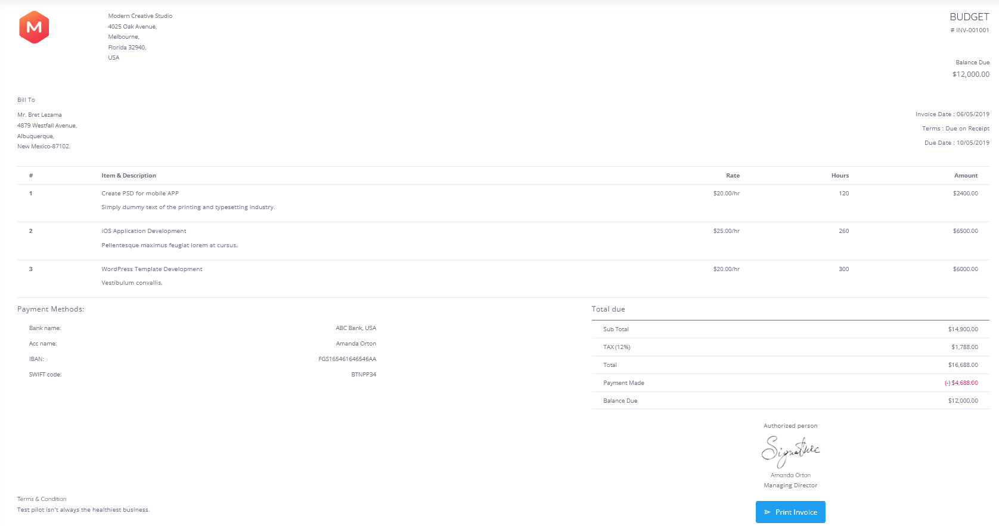 M
Modern Creative Studio
4025 Oak Avenue,
Melbourne,
Florida 32940,
USA
BUDGET
# INV-001001
Balance Due
$12,000.00
Bill To
Mr. Bret Lezama
4879 Westfall Avenue,
Albuquerque,
New Mexico-87102.
Invoice Date : 06/05/2019
Terms : Due on Receipt
Due Date : 10/05/2019
# Item & Description Rate Hours Amount
1 Create PSD for mobile APP $20.00/hr 120 $2400.00
Simply dummy text of the printing and typesetting industry.
2 iOS Application Development $25.00/hr 260 $6500.00
Pellentesque maximus feugiat lorem at cursus.
3 WordPress Template Development $20.00/hr 300 $6000.00
Vestibulum convallis.
Payment Methods:
Bank name: ABC Bank, USA
Acc name: Amanda Orton
IBAN: FGS165461646546AA
SWIFT code: BTNPP34
Total due
Sub Total $14,900.00
TAX (12%) $1,788.00
Total $16,688.00
Payment Made (-) $4,688.00
Balance Due $12,000.00
Authorized person
Signature
Amanda Orton
Managing Director
Terms & Condition
Test pilot isn't always the healthiest business.
Print Invoice